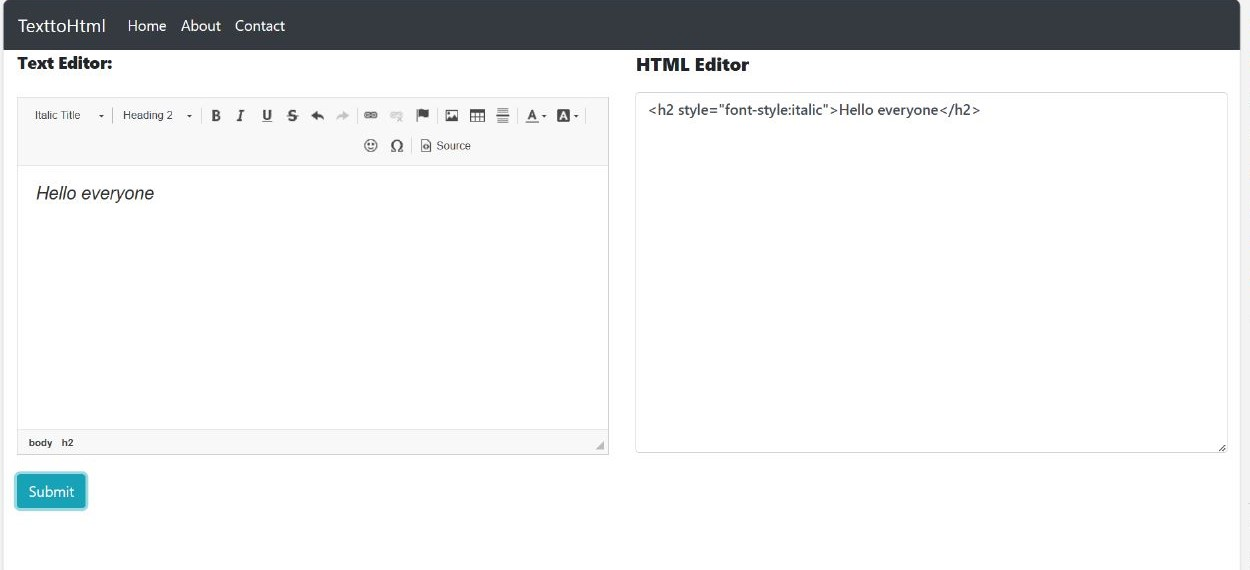 TexttoHtml Home About Contact
Text Editor:
Italic Title Heading 2 B I U S A A
Ω Source
Hello everyone
body h2
Submit
HTML Editor
<h2 style="font-style:italic">Hello everyone</h2>